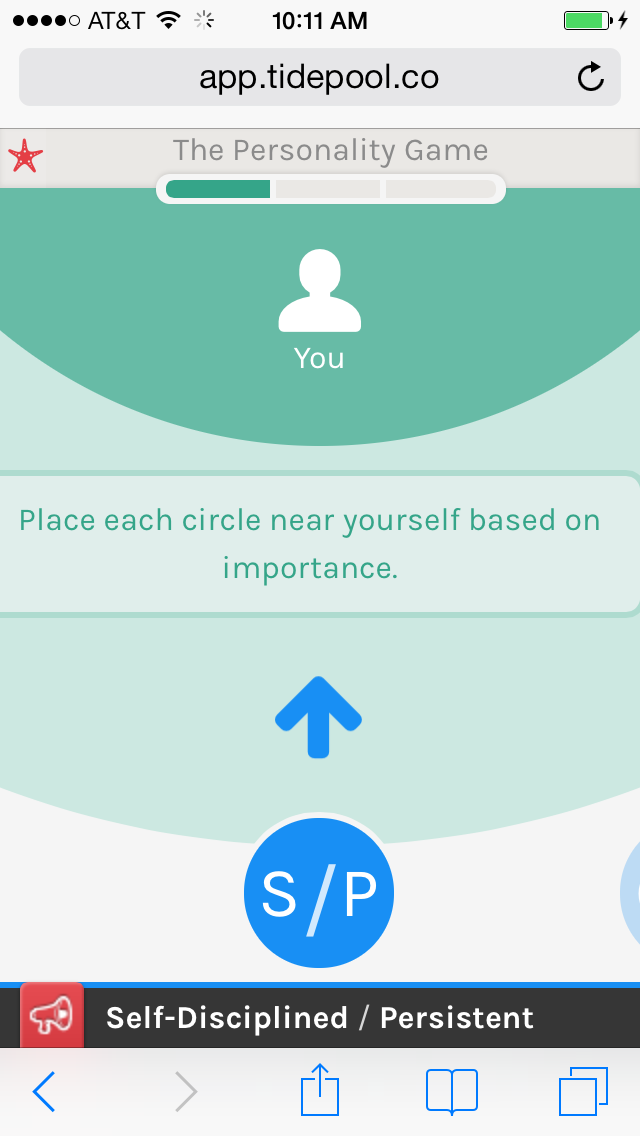 AT&T 10:11 AM
app.tidepool.co
The Personality Game
You
Place each circle near yourself based on
importance.
S/P
Self-Disciplined / Persistent